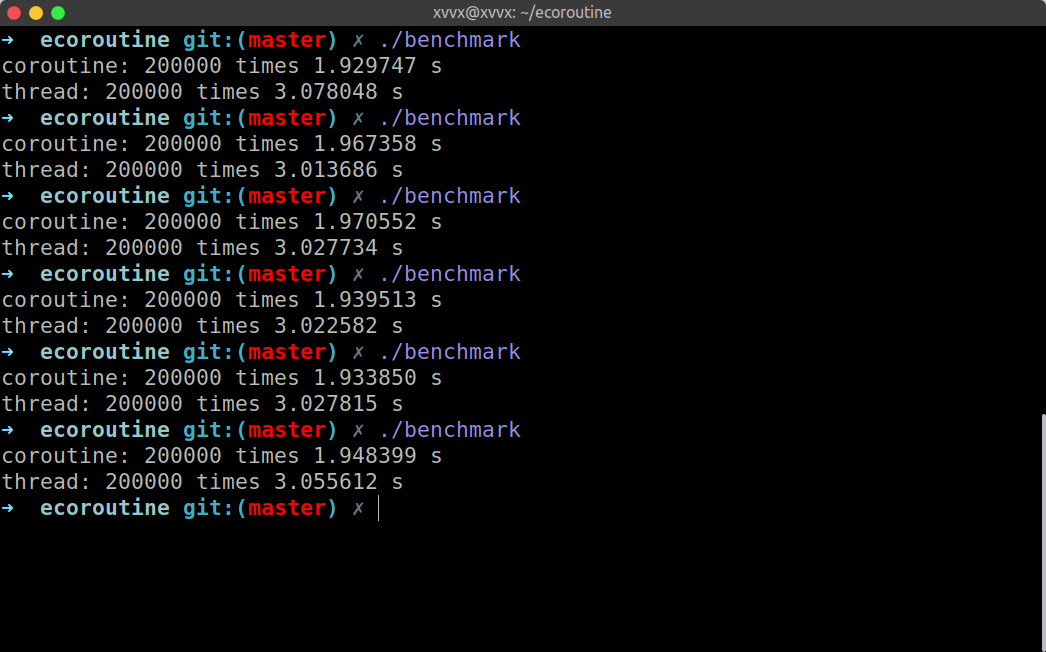 xvvx@xvvx: ~/ecoroutine
➜  ecoroutine git:(master) ✗ ./benchmark
coroutine: 200000 times 1.929747 s
thread: 200000 times 3.078048 s
➜  ecoroutine git:(master) ✗ ./benchmark
coroutine: 200000 times 1.967358 s
thread: 200000 times 3.013686 s
➜  ecoroutine git:(master) ✗ ./benchmark
coroutine: 200000 times 1.970552 s
thread: 200000 times 3.027734 s
➜  ecoroutine git:(master) ✗ ./benchmark
coroutine: 200000 times 1.939513 s
thread: 200000 times 3.022582 s
➜  ecoroutine git:(master) ✗ ./benchmark
coroutine: 200000 times 1.933850 s
thread: 200000 times 3.027815 s
➜  ecoroutine git:(master) ✗ ./benchmark
coroutine: 200000 times 1.948399 s
thread: 200000 times 3.055612 s
➜  ecoroutine git:(master) ✗